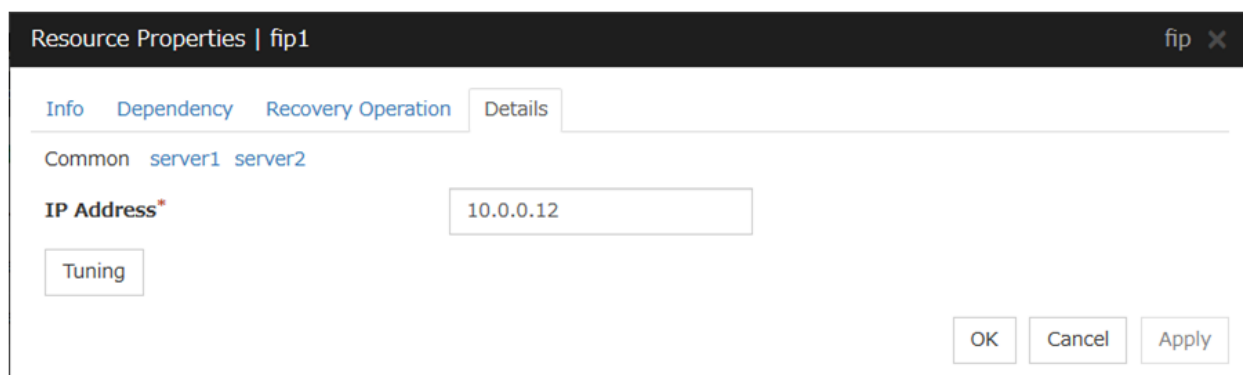 Resource Properties | fip1 fip ×
Info Dependency Recovery Operation Details
Common server1 server2
IP Address* 10.0.0.12
Tuning
OK Cancel Apply